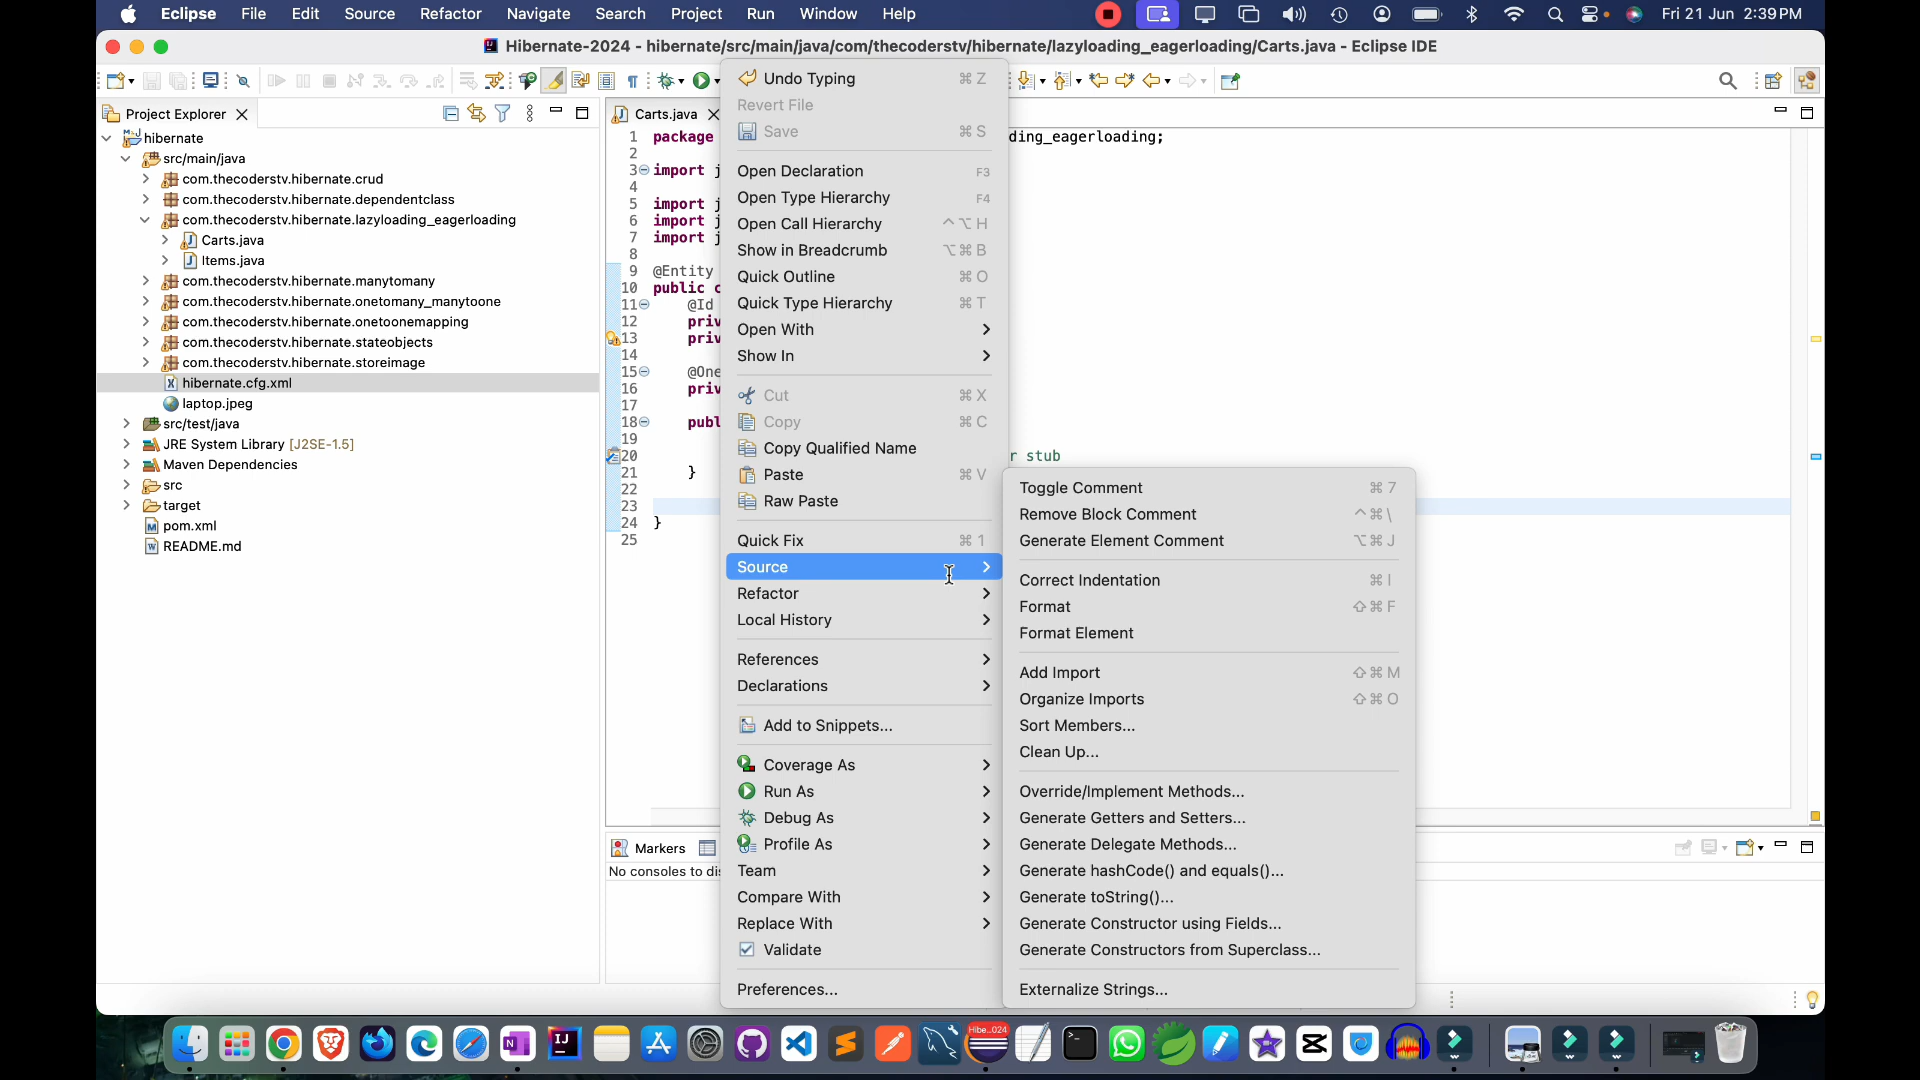 Eclipse File Edit Source Refactor Navigate Search Project Run Window Help Fri 21 Jun 2:39 PM
Hibernate-2024 - hibernate/src/main/java/com/thecoderstv/hibernate/lazyloading_eagerloading/Carts.java - Eclipse IDE
Project Explorer
hibernate
src/main/java
com.thecoderstv.hibernate.crud
com.thecoderstv.hibernate.dependentclass
com.thecoderstv.hibernate.lazyloading_eagerloading
Carts.java
Items.java
com.thecoderstv.hibernate.manytomany
com.thecoderstv.hibernate.onetomany_manytoone
com.thecoderstv.hibernate.onetoonemapping
com.thecoderstv.hibernate.stateobjects
com.thecoderstv.hibernate.storeimage
hibernate.cfg.xml
laptop.jpeg
src/test/java
JRE System Library [J2SE-1.5]
Maven Dependencies
src
target
pom.xml
README.md
Carts.java
1 package ding_eagerloading;
2
3 import j
4
5 import j
6 import j
7 import j
8
9 @Entity
10 public c
11 @Id
12 priv
13 priv
14
15 @One
16 priv
17
18 publ
19
20 r stub
21 }
22
23
24 }
25
Undo Typing ⌘ Z
Revert File
Save ⌘ S
Open Declaration F3
Open Type Hierarchy F4
Open Call Hierarchy ^ ⌥ H
Show in Breadcrumb ⌥ ⌘ B
Quick Outline ⌘ O
Quick Type Hierarchy ⌘ T
Open With
Show In
Cut ⌘ X
Copy ⌘ C
Copy Qualified Name
Paste ⌘ V
Raw Paste
Quick Fix ⌘ 1
Source
Refactor
Local History
References
Declarations
Add to Snippets...
Coverage As
Run As
Debug As
Profile As
Team
Compare With
Replace With
Validate
Preferences...
Toggle Comment ⌘ 7
Remove Block Comment ^ ⌘ \
Generate Element Comment ⌥ ⌘ J
Correct Indentation ⌘ I
Format ⇧ ⌘ F
Format Element
Add Import ⇧ ⌘ M
Organize Imports ⇧ ⌘ O
Sort Members...
Clean Up...
Override/Implement Methods...
Generate Getters and Setters...
Generate Delegate Methods...
Generate hashCode() and equals()...
Generate toString()...
Generate Constructor using Fields...
Generate Constructors from Superclass...
Externalize Strings...
Markers
No consoles to dis
Hibe...024